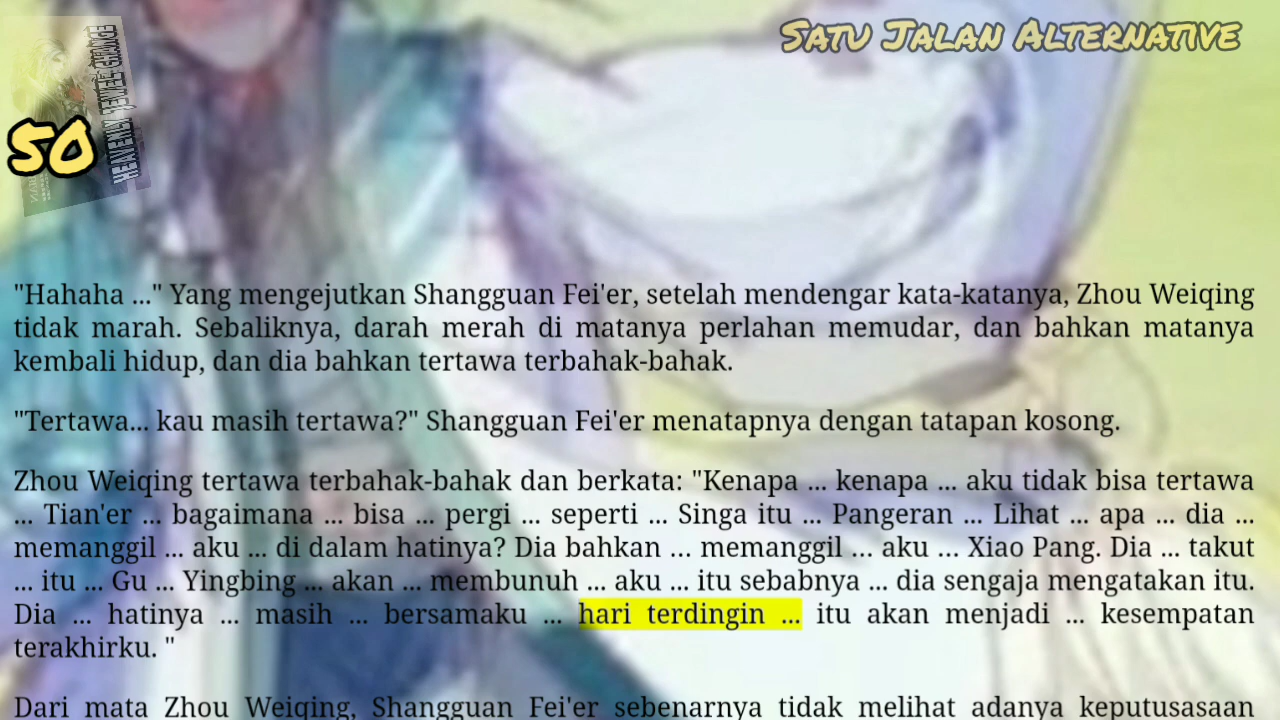 Satu Jalan Alternative
HEAVENLY JEWEL CHANGE
50
"Hahaha ..." Yang mengejutkan Shangguan Fei'er, setelah mendengar kata-katanya, Zhou Weiqing
tidak marah. Sebaliknya, darah merah di matanya perlahan memudar, dan bahkan matanya
kembali hidup, dan dia bahkan tertawa terbahak-bahak.
"Tertawa... kau masih tertawa?" Shangguan Fei'er menatapnya dengan tatapan kosong.
Zhou Weiqing tertawa terbahak-bahak dan berkata: "Kenapa ... kenapa ... aku tidak bisa tertawa
... Tian'er ... bagaimana ... bisa ... pergi ... seperti ... Singa itu ... Pangeran ... Lihat ... apa ... dia ...
memanggil ... aku ... di dalam hatinya? Dia bahkan ... memanggil ... aku ... Xiao Pang. Dia ... takut
... itu ... Gu ... Yingbing ... akan ... membunuh ... aku ... itu sebabnya ... dia sengaja mengatakan itu.
Dia ... hatinya ... masih ... bersamaku ... hari terdingin ... itu akan menjadi ... kesempatan
terakhirku. "
Dari mata Zhou Weiqing, Shangguan Fei'er sebenarnya tidak melihat adanya keputusasaan